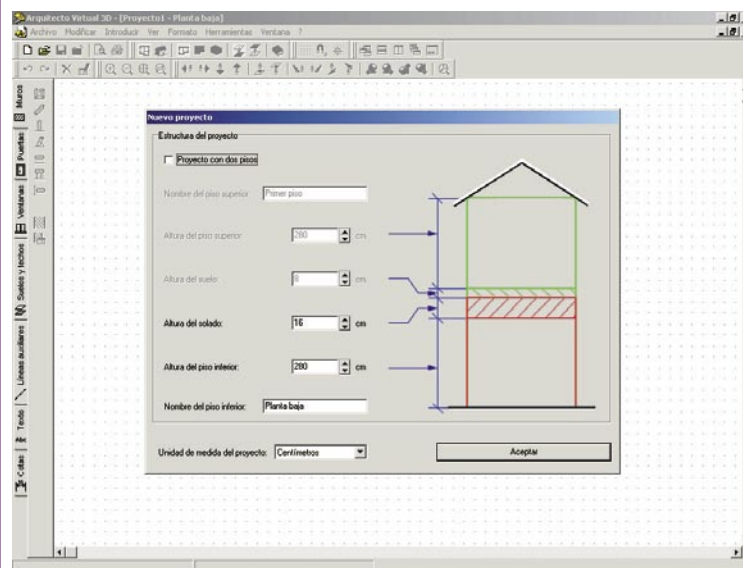 Arquitecto Virtual 3D - [Proyecto1 - Planta baja]
Archivo Modificar Introducir Ver Formato Herramientas Ventana ?
Muros
Puertas
Ventanas
Suelos y techos
Líneas auxiliares
Texto
Cotas
Nuevo proyecto
Estructura del proyecto
Proyecto con dos pisos
Nombre del piso superior: Primer piso
Altura del piso superior: 280 cm
Altura del suelo: 8 cm
Altura del solado: 16 cm
Altura del piso inferior: 280 cm
Nombre del piso inferior: Planta baja
Unidad de medida del proyecto: Centímetros
Aceptar